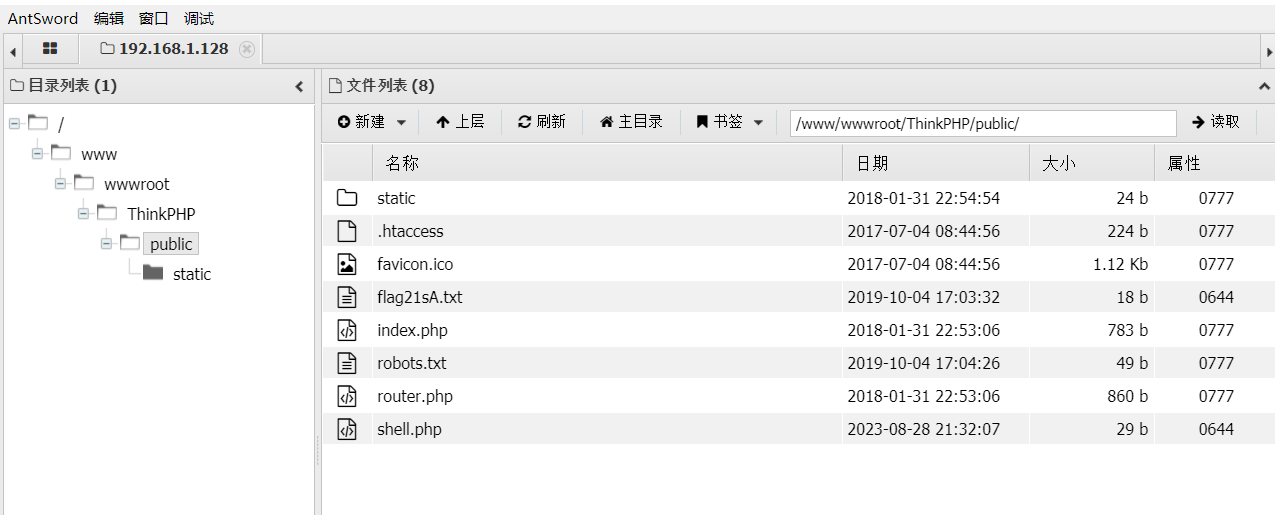 AntSword 编辑 窗口 调试
192.168.1.128
目录列表 (1)
/
www
wwwroot
ThinkPHP
public
static
文件列表 (8)
新建 上层 刷新 主目录 书签 /www/wwwroot/ThinkPHP/public/ 读取
名称 日期 大小 属性
static 2018-01-31 22:54:54 24 b 0777
.htaccess 2017-07-04 08:44:56 224 b 0777
favicon.ico 2017-07-04 08:44:56 1.12 Kb 0777
flag21sA.txt 2019-10-04 17:03:32 18 b 0644
index.php 2018-01-31 22:53:06 783 b 0777
robots.txt 2019-10-04 17:04:26 49 b 0777
router.php 2018-01-31 22:53:06 860 b 0777
shell.php 2023-08-28 21:32:07 29 b 0644